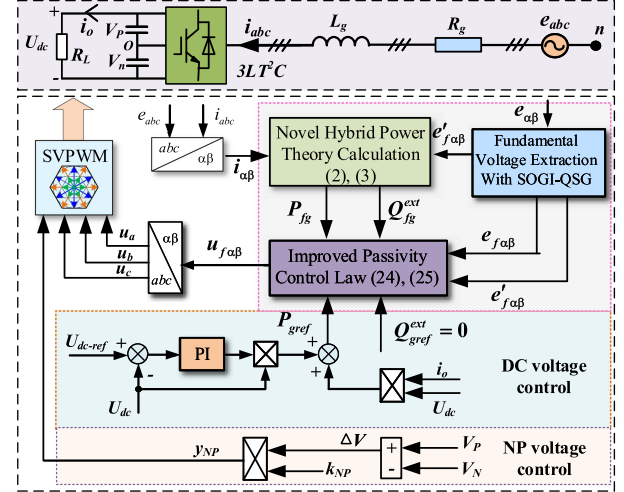 + i_o V_P L_g R_g e_abc n
U_dc O i_abc
R_L V_n
- 3LT²C
e_abc i_abc e_αβ
SVPWM
abc αβ
i_αβ
Novel Hybrid Power
Theory Calculation
(2), (3)
e'_fαβ
Fundamental
Voltage Extraction
With SOGI-QSG
P_fg Q_fg^ext
u_a
u_b
u_c
αβ
abc
u_fαβ
Improved Passivity
Control Law (24), (25)
e_fαβ
e'_fαβ
P_gref Q_gref^ext = 0
U_dc-ref + - PI + +
U_dc
i_o
U_dc
DC voltage
control
y_NP ΔV
k_NP
+
-
V_P
V_N
NP voltage
control